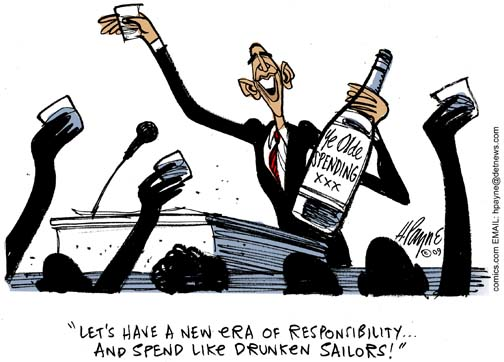 Ye Olde
SPENDING
XXX
HPayne
©'09
comics.com EMAIL: hpayne@detnews.com
"LET'S HAVE A NEW ERA OF RESPONSIBILITY...
AND SPEND LIKE DRUNKEN SAILORS!"